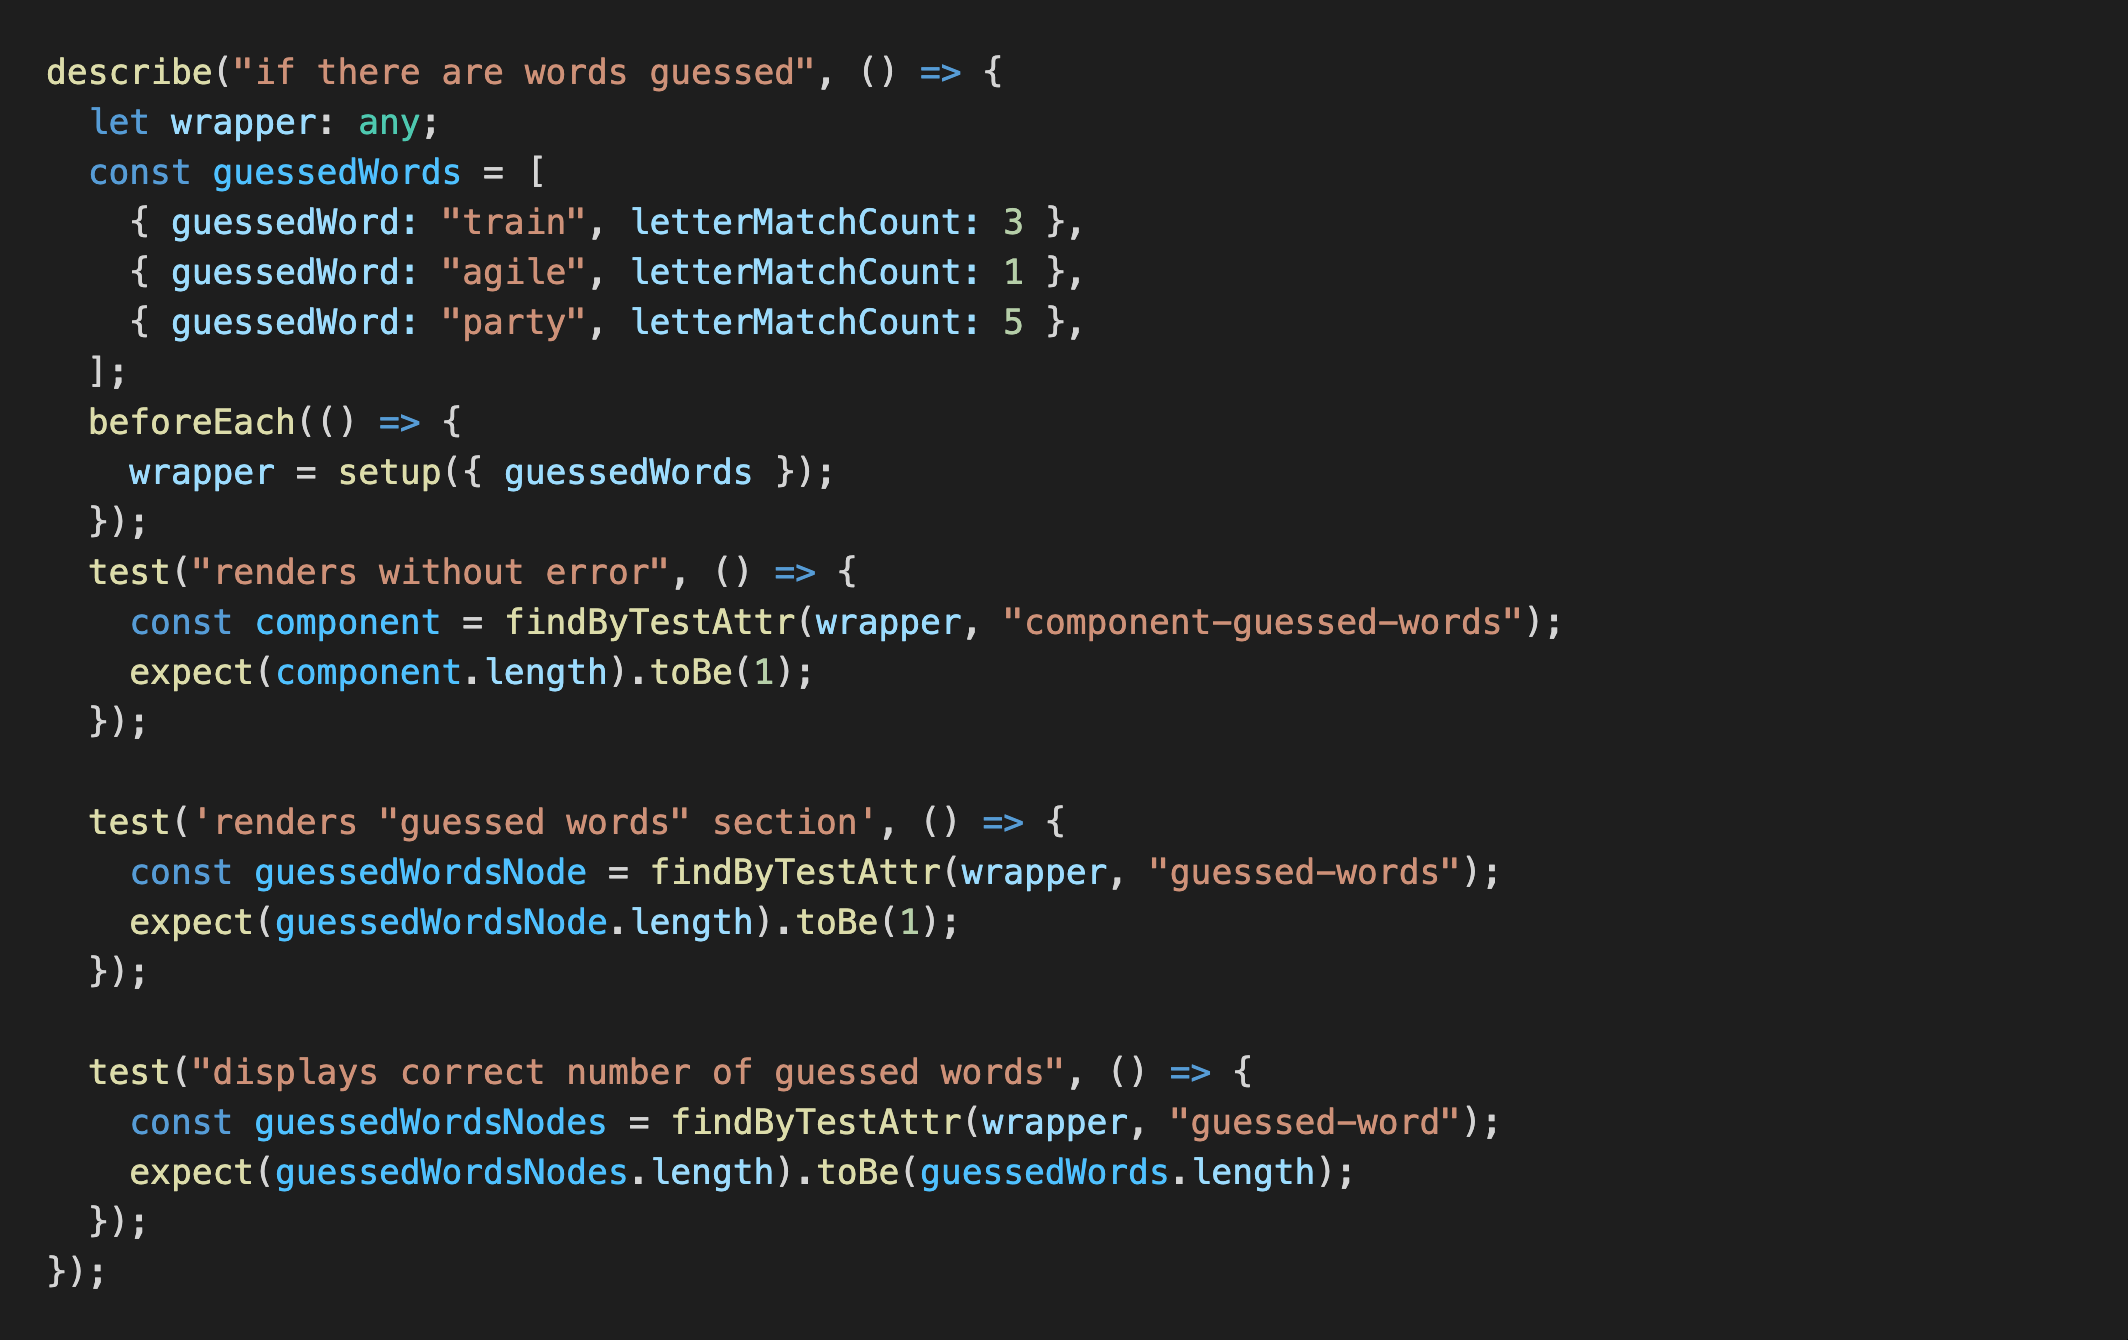 describe("if there are words guessed", () => {
  let wrapper: any;
  const guessedWords = [
    { guessedWord: "train", letterMatchCount: 3 },
    { guessedWord: "agile", letterMatchCount: 1 },
    { guessedWord: "party", letterMatchCount: 5 },
  ];
  beforeEach(() => {
    wrapper = setup({ guessedWords });
  });
  test("renders without error", () => {
    const component = findByTestAttr(wrapper, "component-guessed-words");
    expect(component.length).toBe(1);
  });

  test('renders "guessed words" section', () => {
    const guessedWordsNode = findByTestAttr(wrapper, "guessed-words");
    expect(guessedWordsNode.length).toBe(1);
  });

  test("displays correct number of guessed words", () => {
    const guessedWordsNodes = findByTestAttr(wrapper, "guessed-word");
    expect(guessedWordsNodes.length).toBe(guessedWords.length);
  });
});